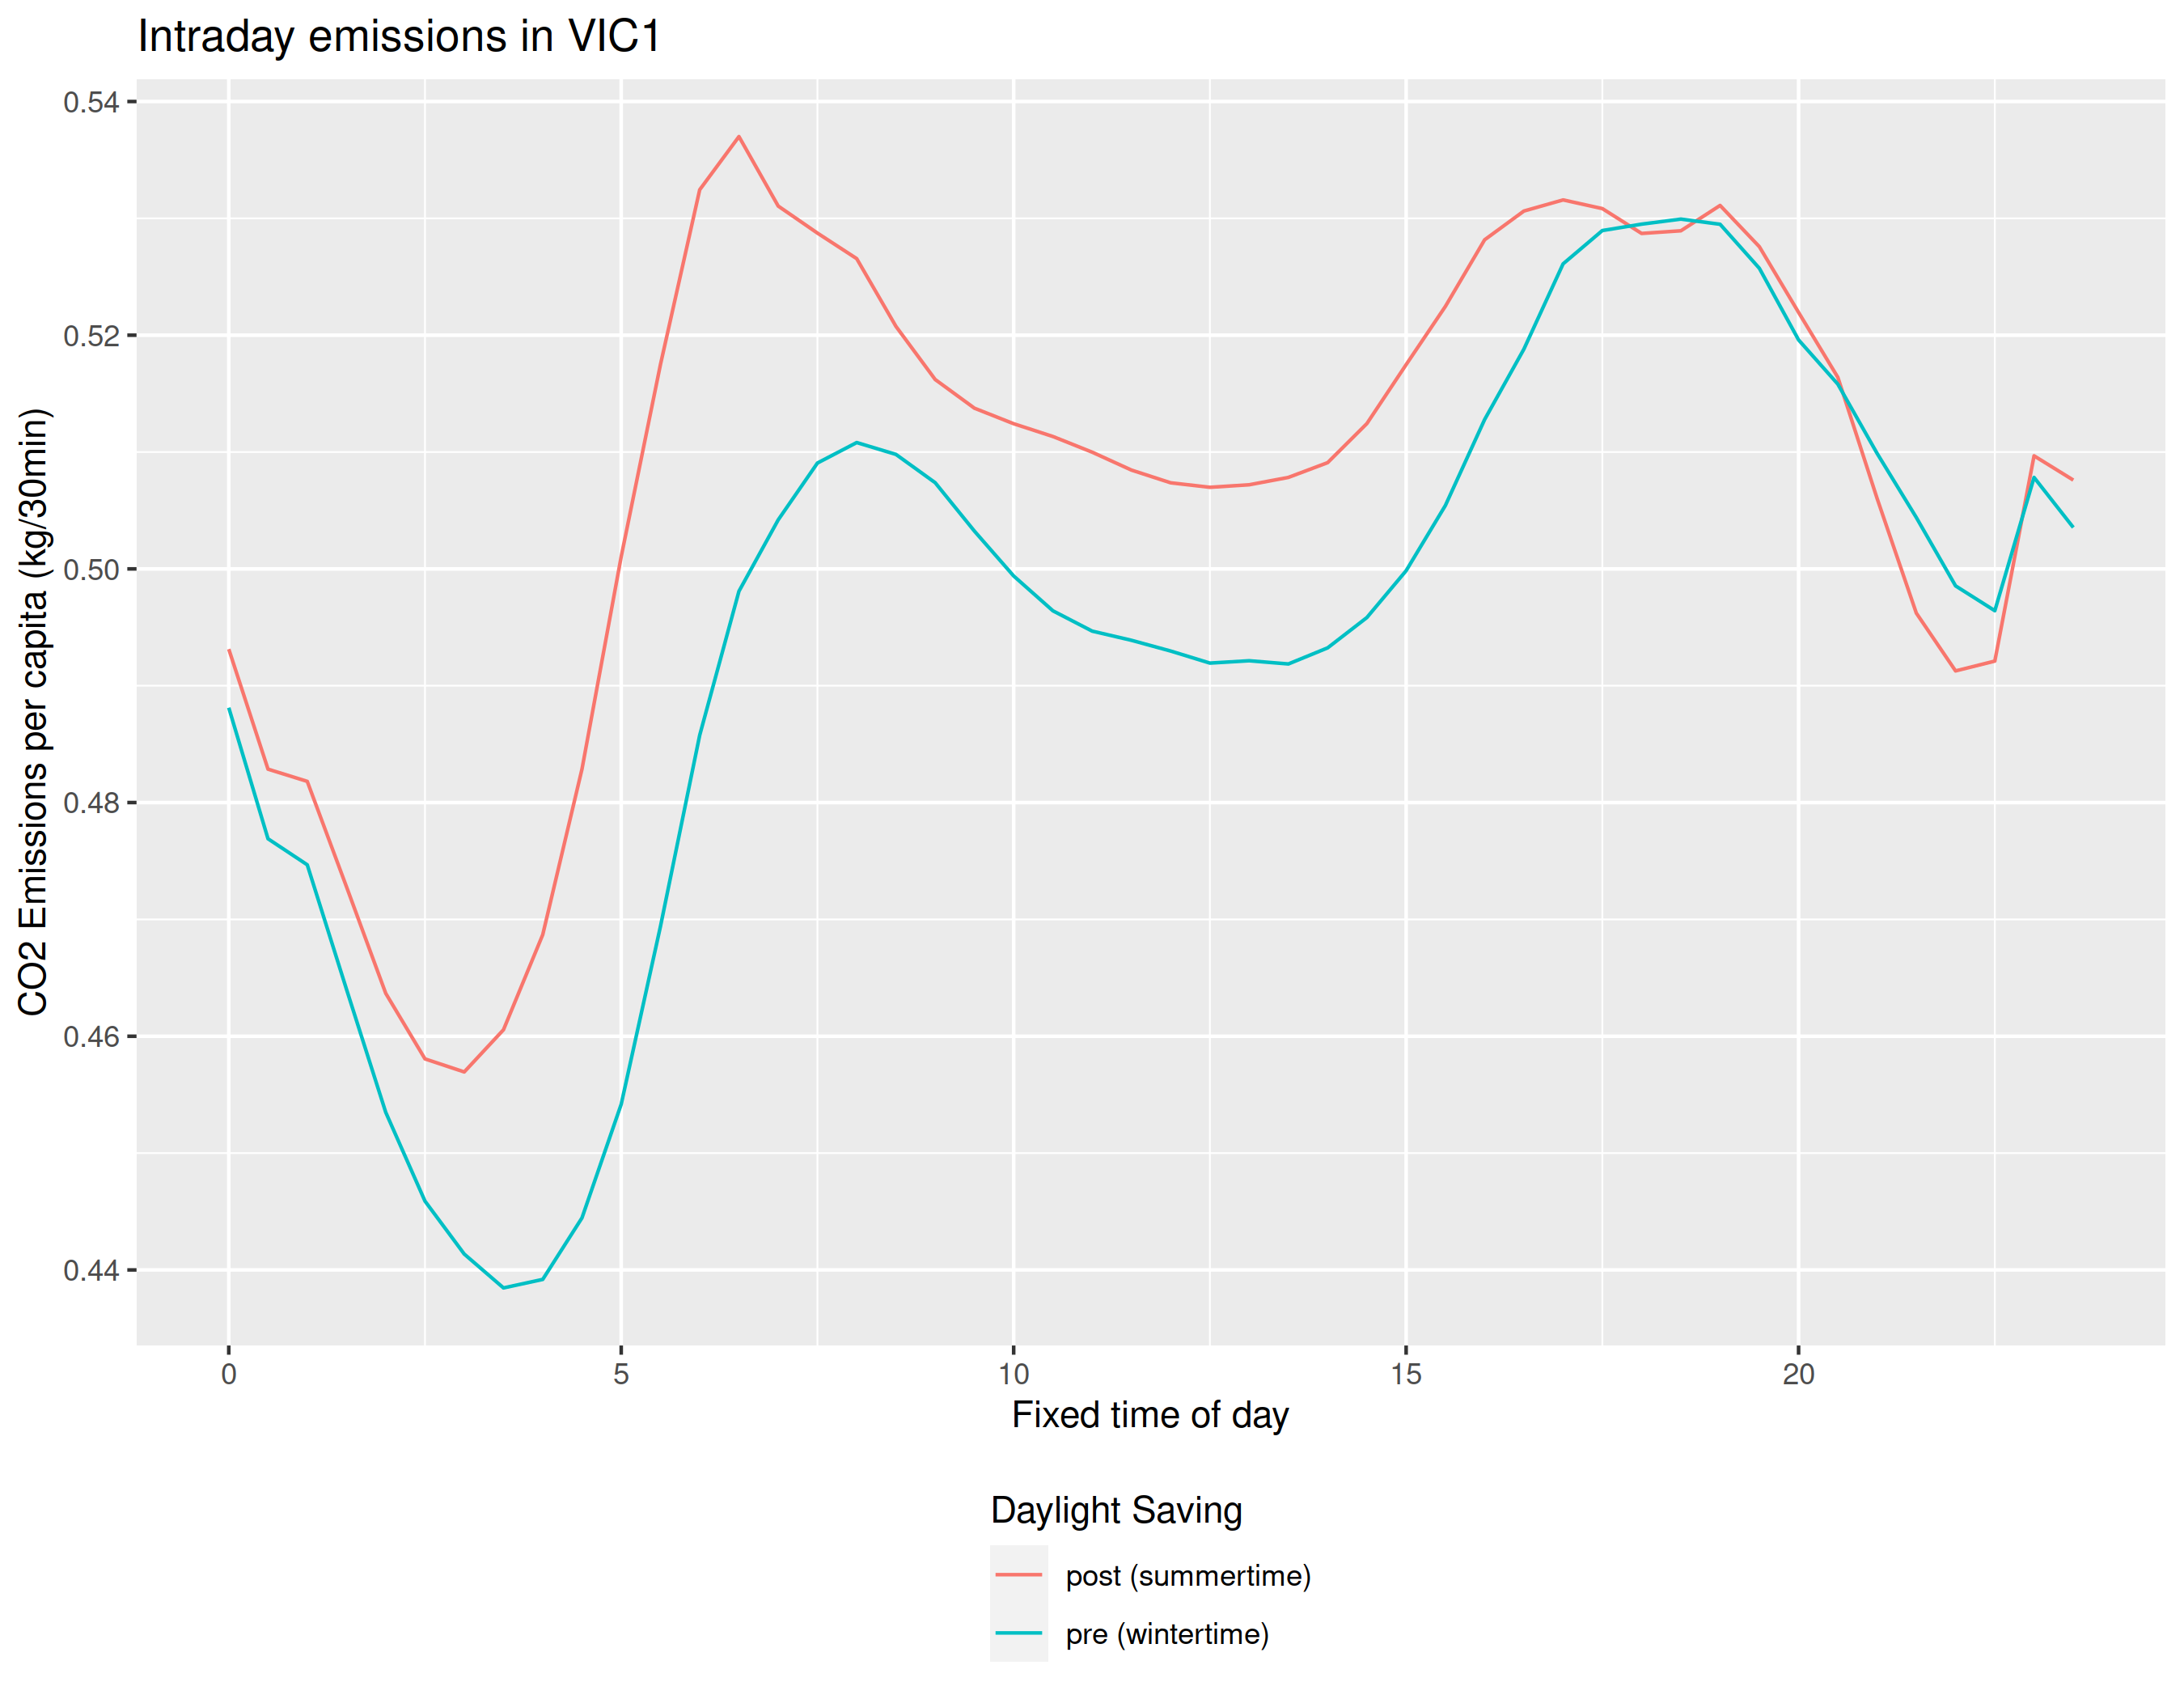 Intraday emissions in VIC1
CO2 Emissions per capita (kg/30min)
0.54
0.52
0.50
0.48
0.46
0.44
0 5 10 15 20
Fixed time of day
Daylight Saving
post (summertime)
pre (wintertime)